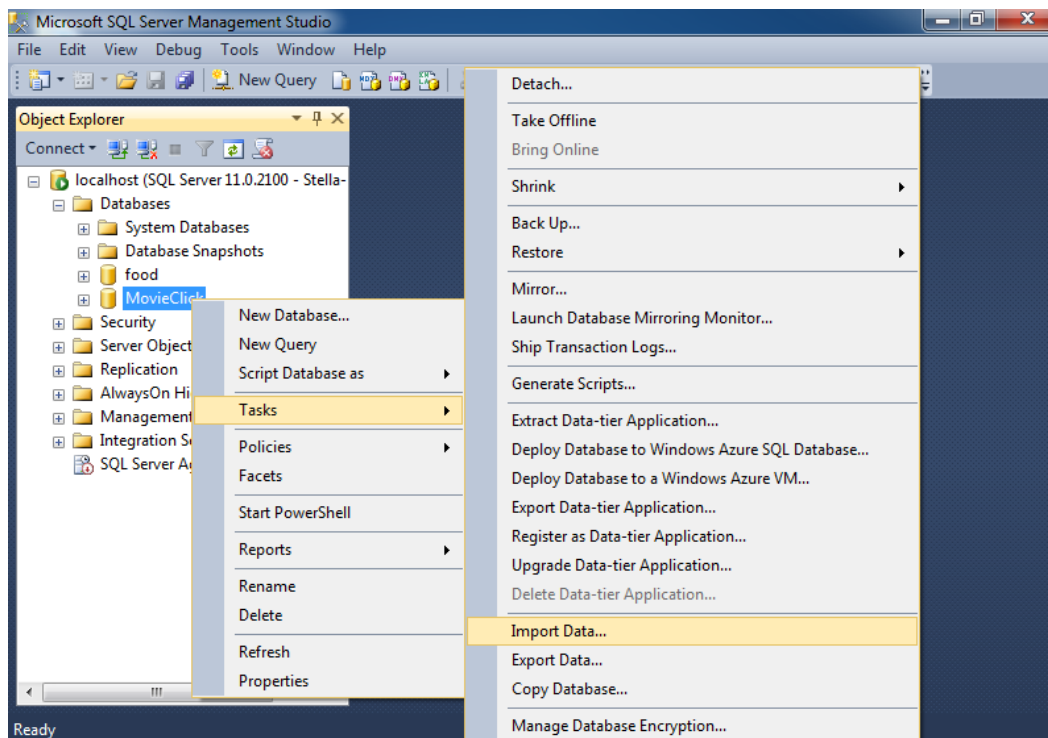 Microsoft SQL Server Management Studio
File Edit View Debug Tools Window Help
New Query
Object Explorer
Connect
localhost (SQL Server 11.0.2100 - Stella-
Databases
System Databases
Database Snapshots
food
MovieClick
Security
Server Object
Replication
AlwaysOn Hi
Management
Integration Se
SQL Server Ag
Ready
New Database...
New Query
Script Database as
Tasks
Policies
Facets
Start PowerShell
Reports
Rename
Delete
Refresh
Properties
Detach...
Take Offline
Bring Online
Shrink
Back Up...
Restore
Mirror...
Launch Database Mirroring Monitor...
Ship Transaction Logs...
Generate Scripts...
Extract Data-tier Application...
Deploy Database to Windows Azure SQL Database...
Deploy Database to a Windows Azure VM...
Export Data-tier Application...
Register as Data-tier Application...
Upgrade Data-tier Application...
Delete Data-tier Application...
Import Data...
Export Data...
Copy Database...
Manage Database Encryption...